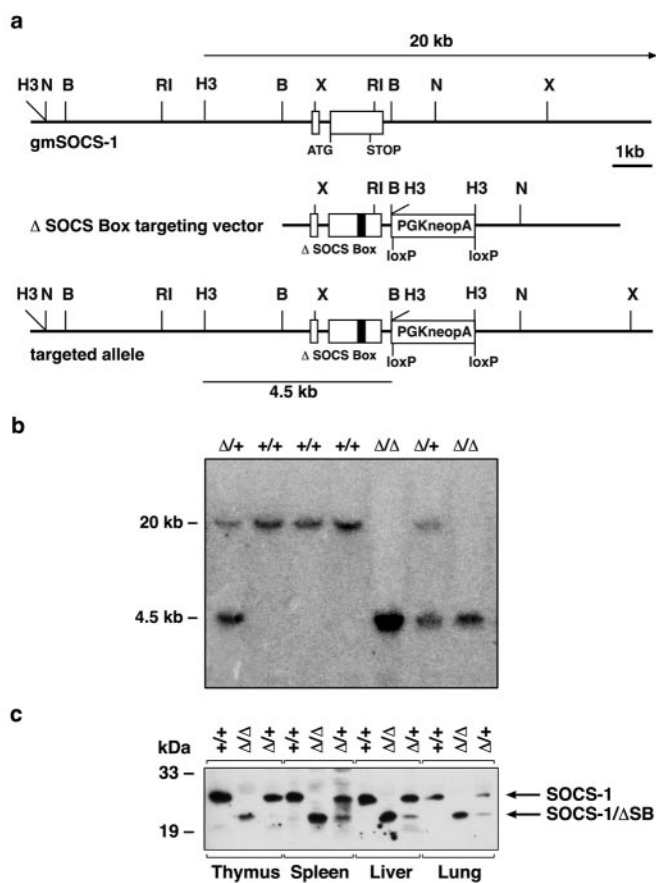 a
20 kb
H3 N B RI H3 B X RI B N X
gmSOCS-1
ATG STOP
1kb
X RI B H3 H3 N
Δ SOCS Box targeting vector
PGKneopA
Δ SOCS Box loxP loxP
H3 N B RI H3 B X B H3 H3 N X
PGKneopA
targeted allele
Δ SOCS Box loxP loxP
4.5 kb
b
Δ/+ +/+ +/+ +/+ Δ/Δ Δ/+ Δ/Δ
20 kb –
4.5 kb –
c
kDa
+/+ Δ/Δ Δ/+ +/+ Δ/Δ Δ/+ +/+ Δ/Δ Δ/+ +/+ Δ/Δ Δ/+
33 –
SOCS-1
SOCS-1/ΔSB
19 –
Thymus Spleen Liver Lung